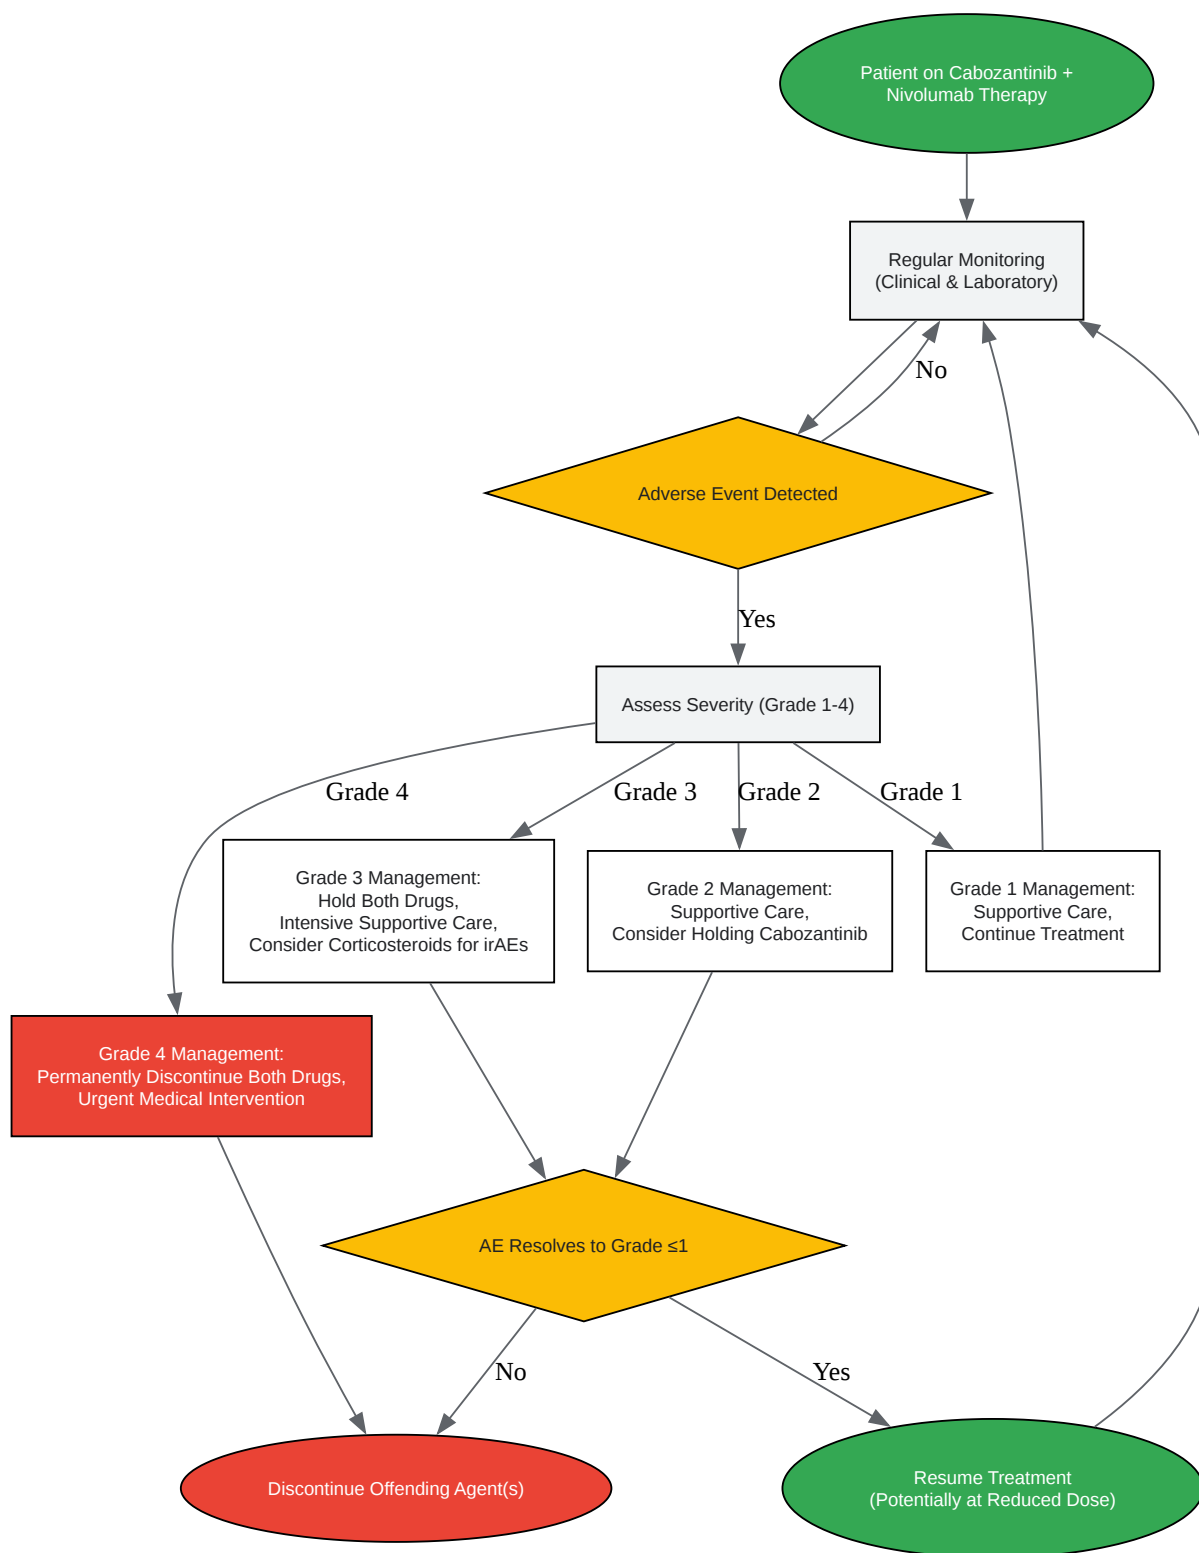 Patient on Cabozantinib +
Nivolumab Therapy
Regular Monitoring
(Clinical & Laboratory)
No
Adverse Event Detected
Yes
Assess Severity (Grade 1-4)
Grade 4
Grade 3
Grade 2
Grade 1
Grade 3 Management:
Hold Both Drugs,
Intensive Supportive Care,
Consider Corticosteroids for irAEs
Grade 2 Management:
Supportive Care,
Consider Holding Cabozantinib
Grade 1 Management:
Supportive Care,
Continue Treatment
Grade 4 Management:
Permanently Discontinue Both Drugs,
Urgent Medical Intervention
AE Resolves to Grade ≤1
No
Yes
Discontinue Offending Agent(s)
Resume Treatment
(Potentially at Reduced Dose)